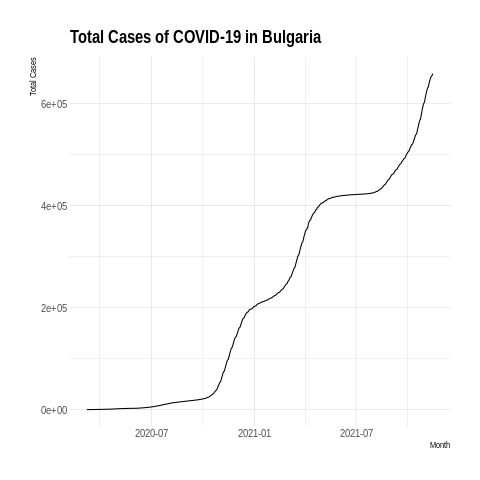 Total Cases of COVID-19 in Bulgaria
Total Cases
6e+05
4e+05
2e+05
0e+00
2020-07
2021-01
2021-07
Month